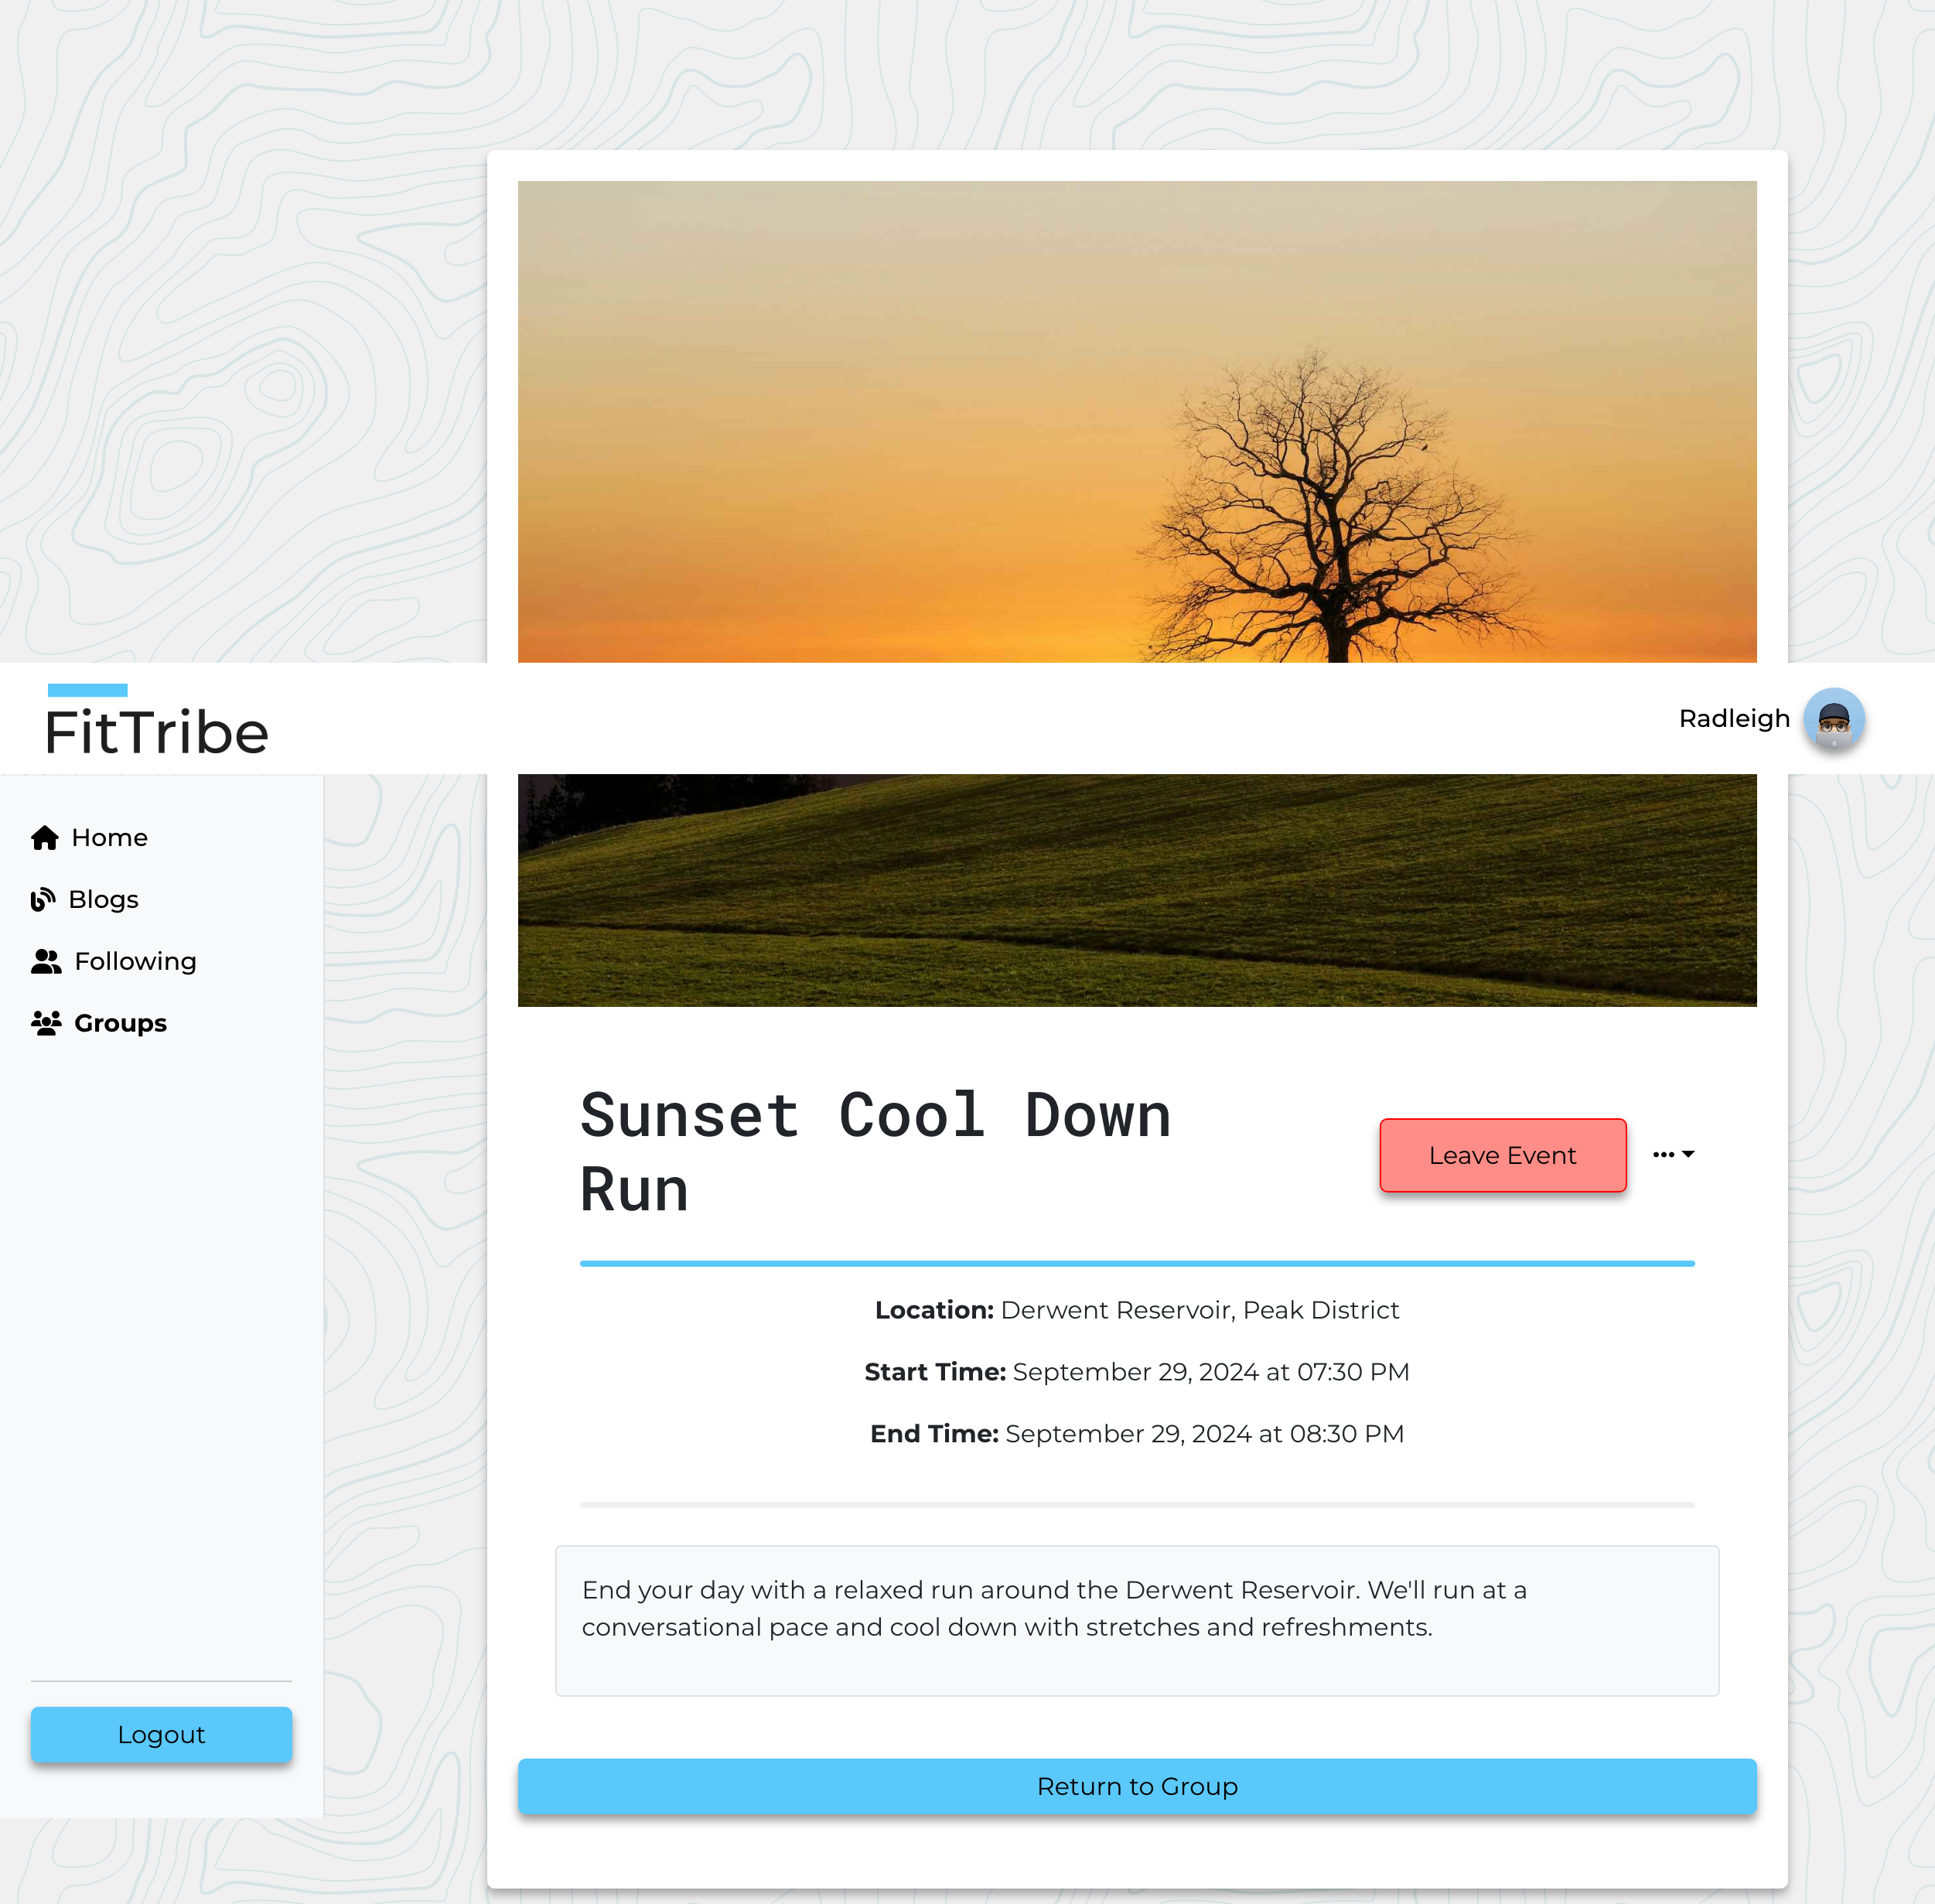 FitTribe
Radleigh
Home
Blogs
Following
Groups
Logout
Sunset Cool Down
Run
Leave Event
Location: Derwent Reservoir, Peak District
Start Time: September 29, 2024 at 07:30 PM
End Time: September 29, 2024 at 08:30 PM
End your day with a relaxed run around the Derwent Reservoir. We'll run at a
conversational pace and cool down with stretches and refreshments.
Return to Group